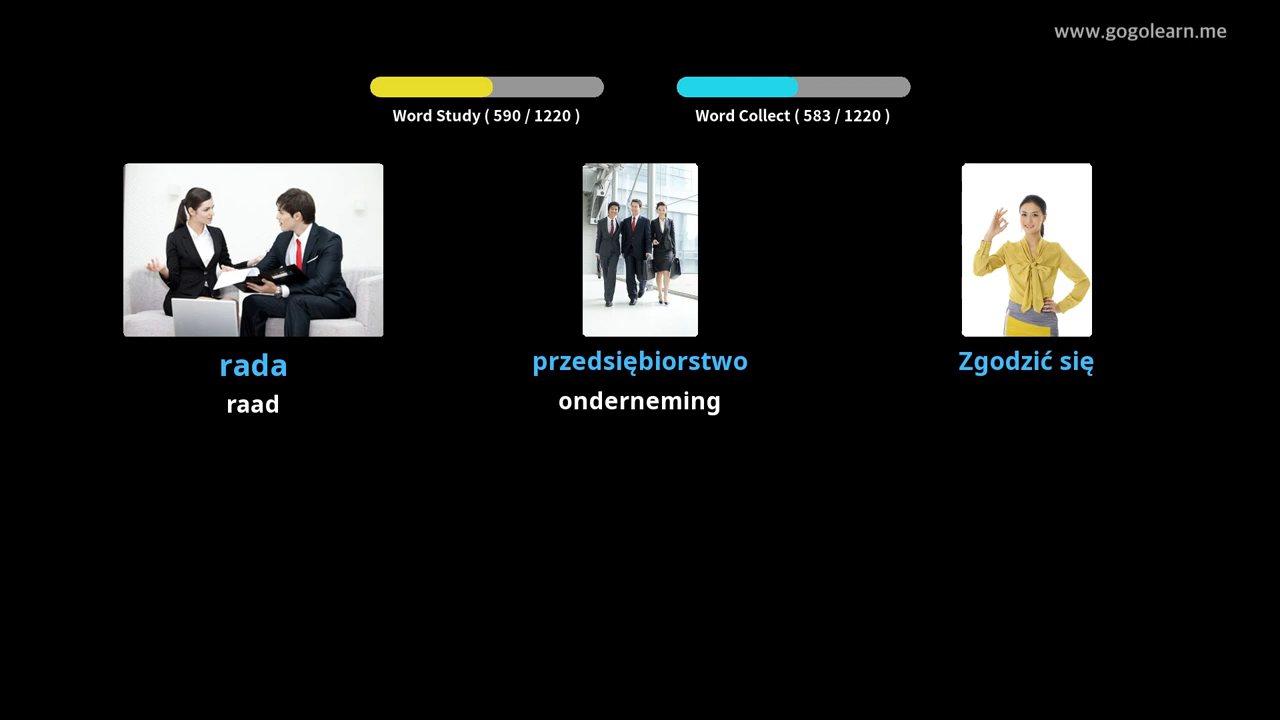 www.gogolearn.me
Word Study ( 590 / 1220 )
Word Collect ( 583 / 1220 )
rada
raad
przedsiębiorstwo
onderneming
Zgodzić się